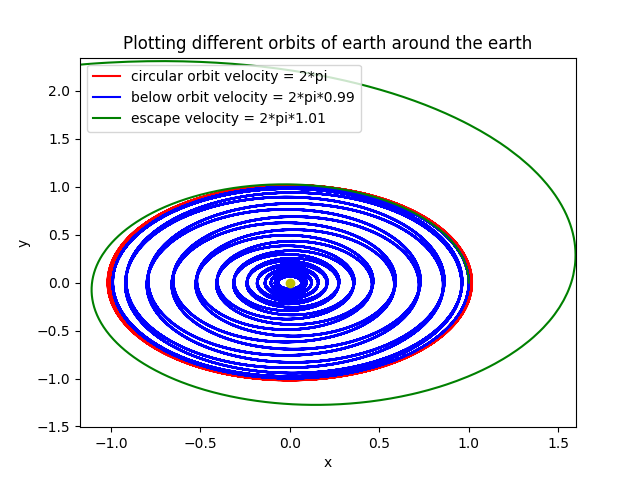 Plotting different orbits of earth around the earth
circular orbit velocity = 2*pi
below orbit velocity = 2*pi*0.99
escape velocity = 2*pi*1.01
2.0
1.5
1.0
0.5
0.0
−0.5
−1.0
−1.5
y
−1.0 −0.5 0.0 0.5 1.0 1.5
x